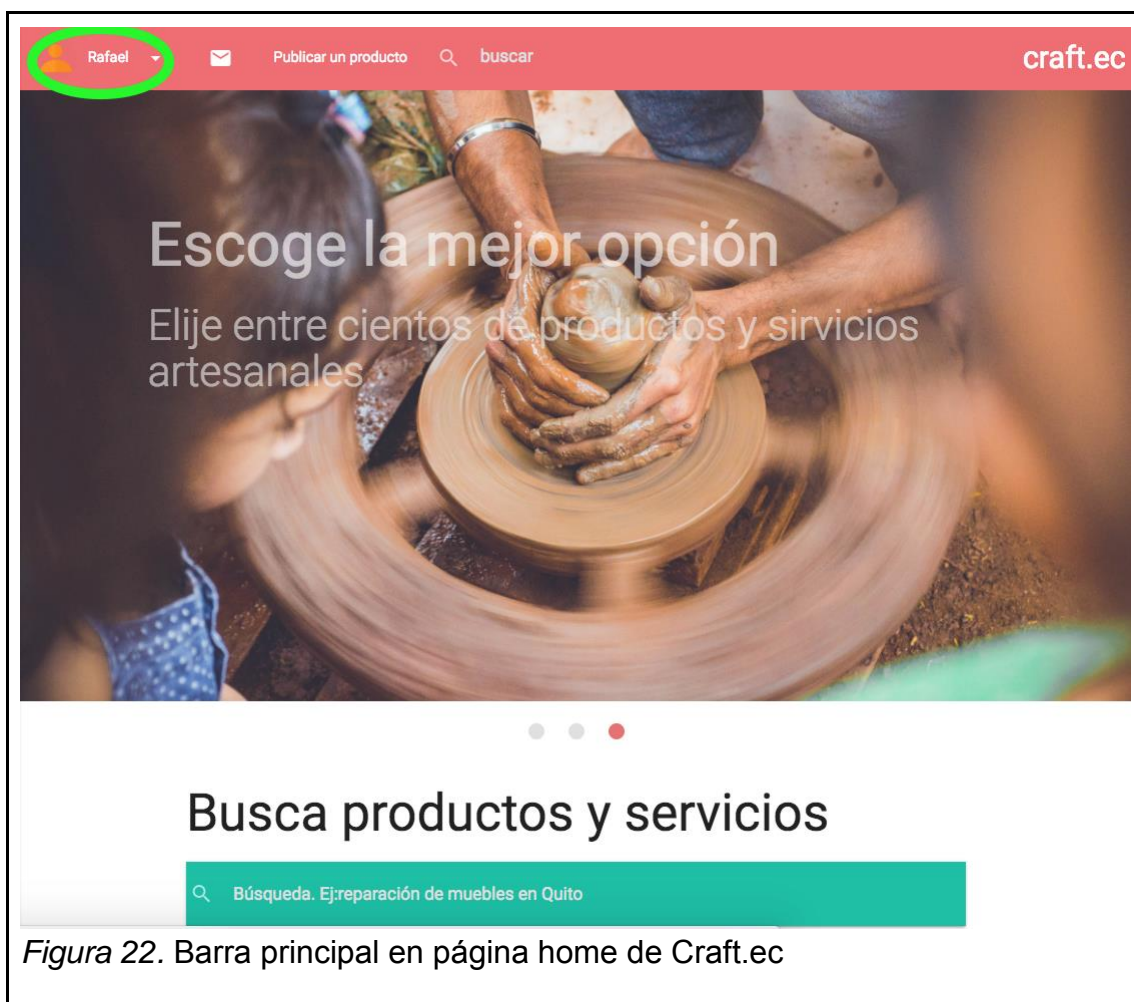 Rafael Publicar un producto buscar craft.ec
Escoge la mejor opción
Elije entre cientos de productos y sirvicios
artesanales
Busca productos y servicios
Búsqueda. Ej:reparación de muebles en Quito
Figura 22. Barra principal en página home de Craft.ec